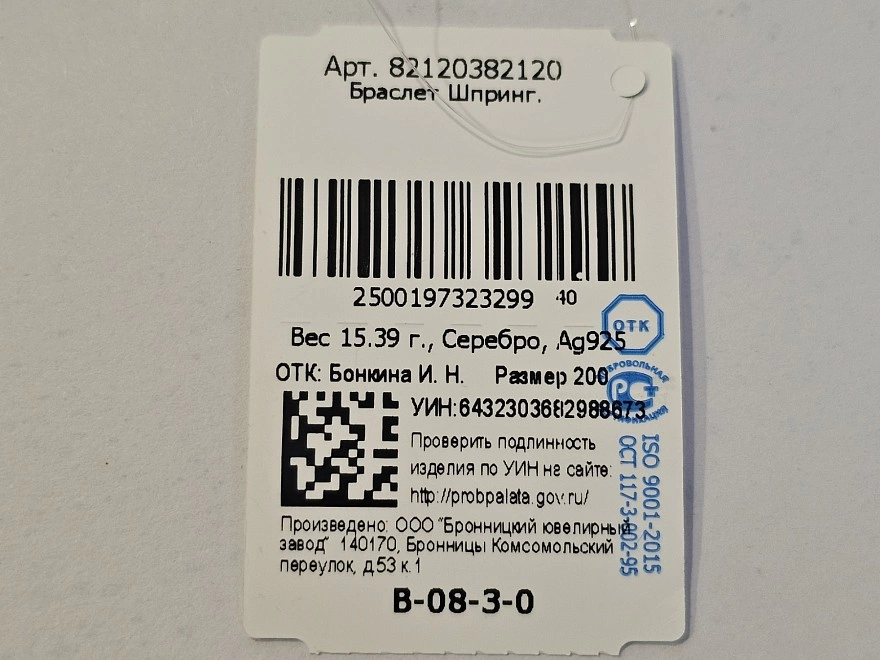 Арт. 82120382120
Браслет Шпринг.
2500197323299 40
Вес 15.39 г., Серебро, Ag925
ОТК
ОТК: Бонкина И. Н. Размер 200
УИН:6432303682988673
Проверить подлинность
изделия по УИН на сайте:
http://probpalata.gov.ru/
ISO 9001-2015
ОСТ 117-3-002-95
Произведено: ООО "Бронницкий ювелирный
завод" 140170, Бронницы Комсомольский
переулок, д.53 к.1
В-08-3-0